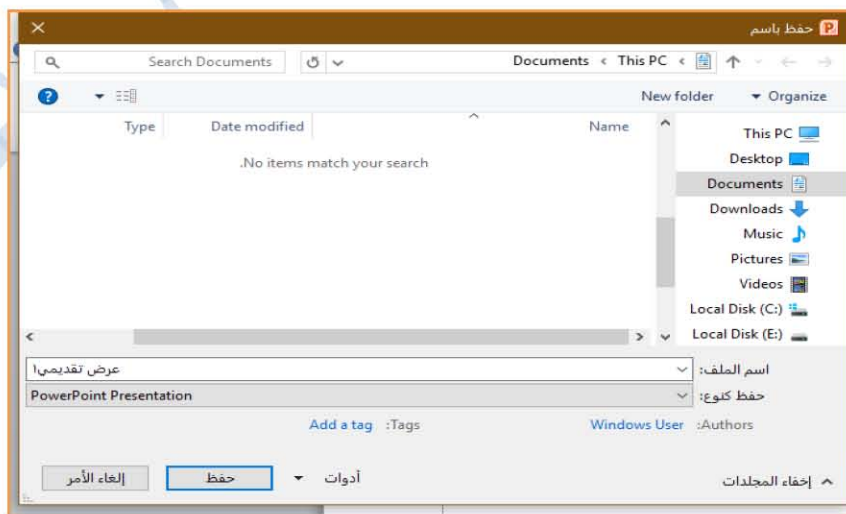 حفظ باسم
This PC › Documents
Search Documents
Organize
New folder
Name
Date modified
Type
No items match your search.
This PC
Desktop
Documents
Downloads
Music
Pictures
Videos
Local Disk (C:)
Local Disk (E:)
اسم الملف: عرض تقديمي١
حفظ كنوع: PowerPoint Presentation
Authors: Windows User
Tags: Add a tag
إخفاء المجلدات
أدوات
حفظ
إلغاء الأمر